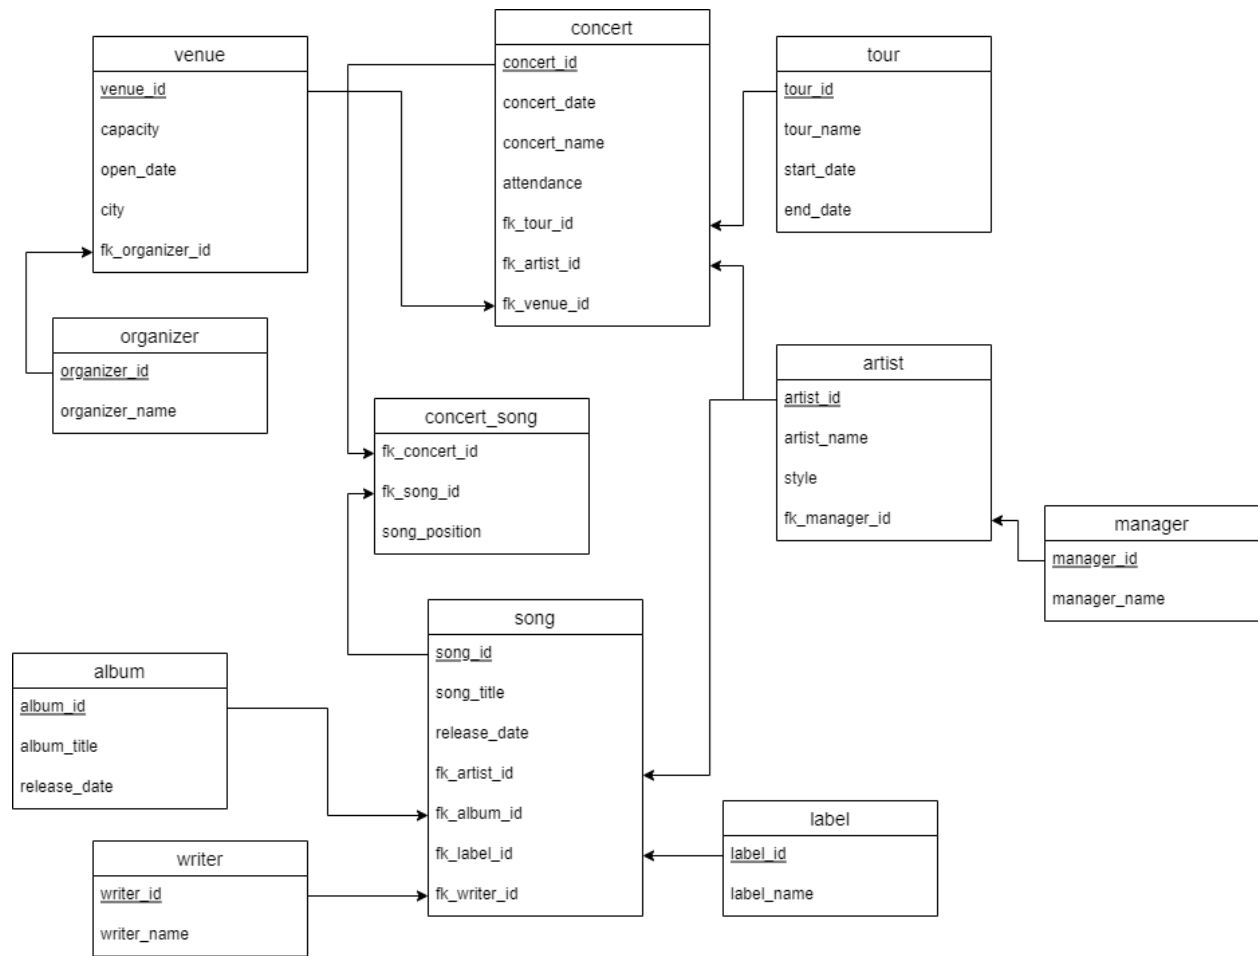 venue
venue_id
capacity
open_date
city
fk_organizer_id
concert
concert_id
concert_date
concert_name
attendance
fk_tour_id
fk_artist_id
fk_venue_id
tour
tour_id
tour_name
start_date
end_date
organizer
organizer_id
organizer_name
concert_song
fk_concert_id
fk_song_id
song_position
artist
artist_id
artist_name
style
fk_manager_id
manager
manager_id
manager_name
song
song_id
song_title
release_date
fk_artist_id
fk_album_id
fk_label_id
fk_writer_id
album
album_id
album_title
release_date
writer
writer_id
writer_name
label
label_id
label_name